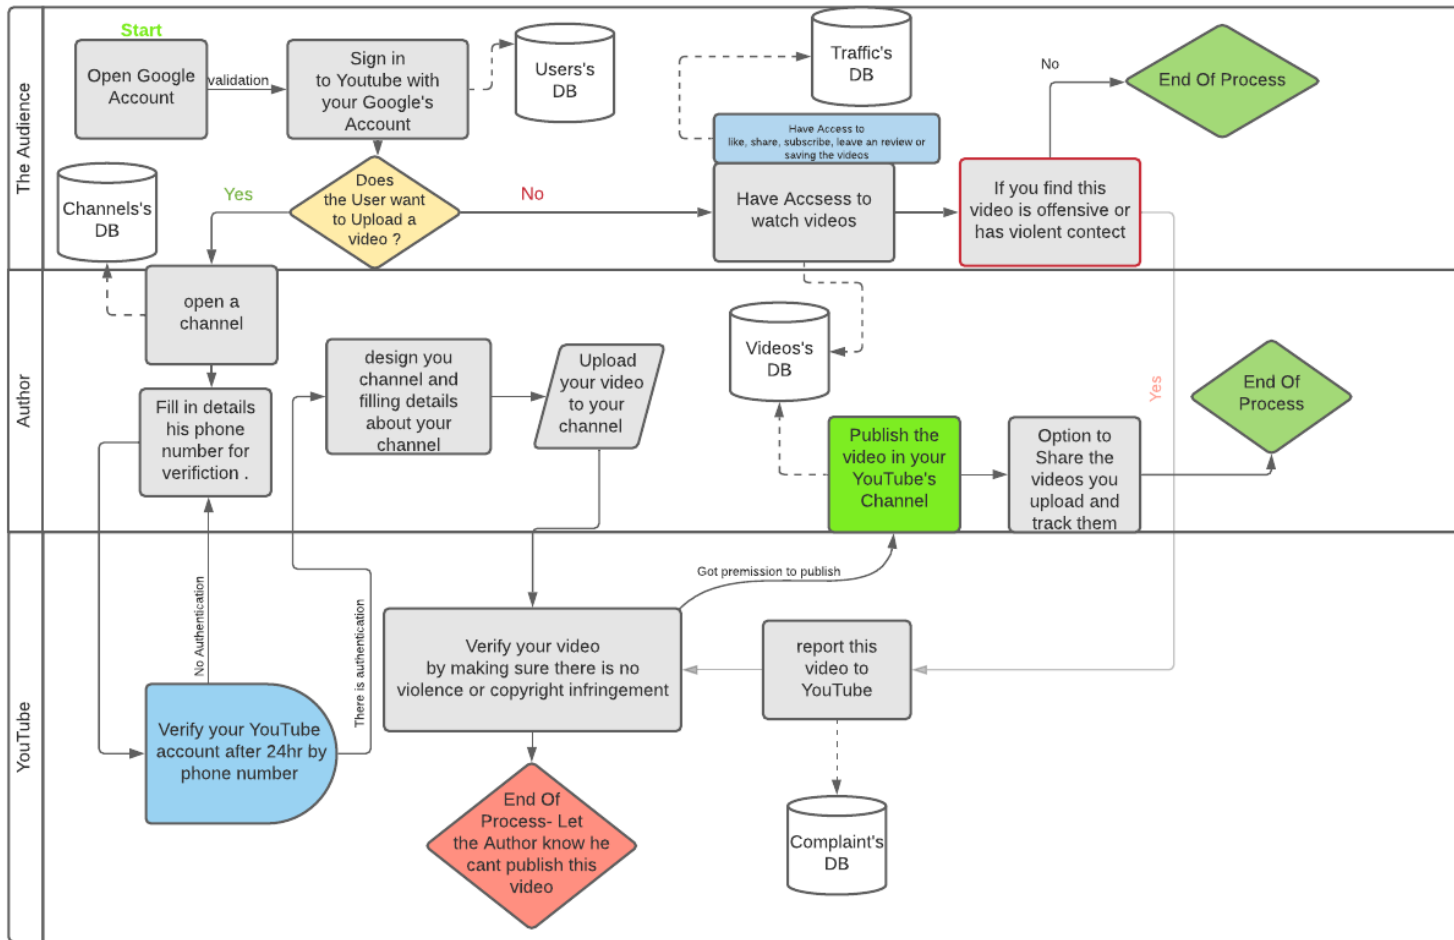 The Audience
Start
Open Google
Account
validation
Sign in
to Youtube with
your Google's
Account
Users's
DB
Traffic's
DB
Have Access to
like, share, subscribe, leave an review or
saving the videos
Have Accsess to
watch videos
No
End Of Process
If you find this
video is offensive or
has violent contect
Channels's
DB
Yes
Does
the User want
to Upload a
video ?
No
Author
open a
channel
Fill in details
his phone
number for
verifiction .
design you
channel and
filling details
about your
channel
Upload
your video
to your
channel
Videos's
DB
Publish the
video in your
YouTube's
Channel
Option to
Share the
videos you
upload and
track them
Yes
End Of
Process
YouTube
No Authentication
There is authentication
Verify your YouTube
account after 24hr by
phone number
Got premission to publish
Verify your video
by making sure there is no
violence or copyright infringement
report this
video to
YouTube
End Of
Process- Let
the Author know he
cant publish this
video
Complaint's
DB